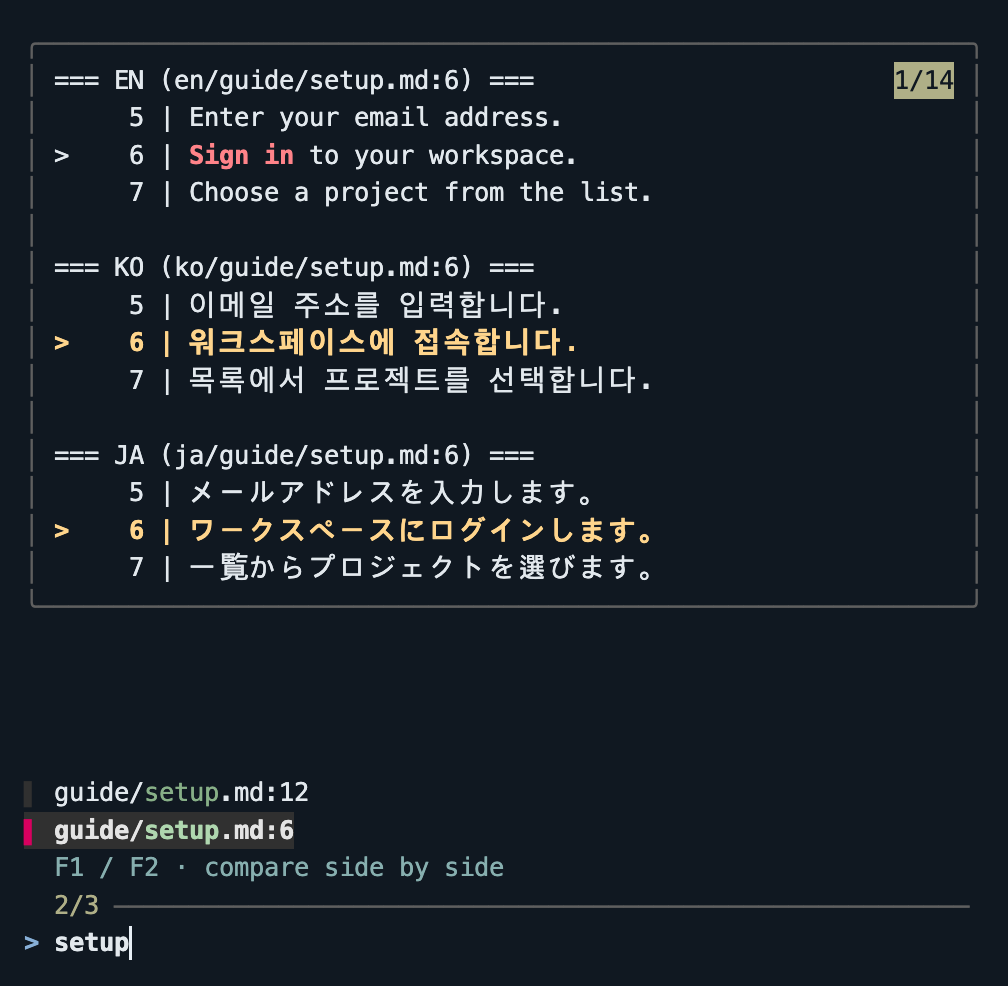 === EN (en/guide/setup.md:6) === 1/14
5 | Enter your email address.
> 6 | Sign in to your workspace.
7 | Choose a project from the list.
=== KO (ko/guide/setup.md:6) ===
5 | 이메일 주소를 입력합니다.
> 6 | 워크스페이스에 접속합니다.
7 | 목록에서 프로젝트를 선택합니다.
=== JA (ja/guide/setup.md:6) ===
5 | メールアドレスを入力します。
> 6 | ワークスペースにログインします。
7 | 一覧からプロジェクトを選びます。
guide/setup.md:12
guide/setup.md:6
F1 / F2 · compare side by side
2/3
> setup